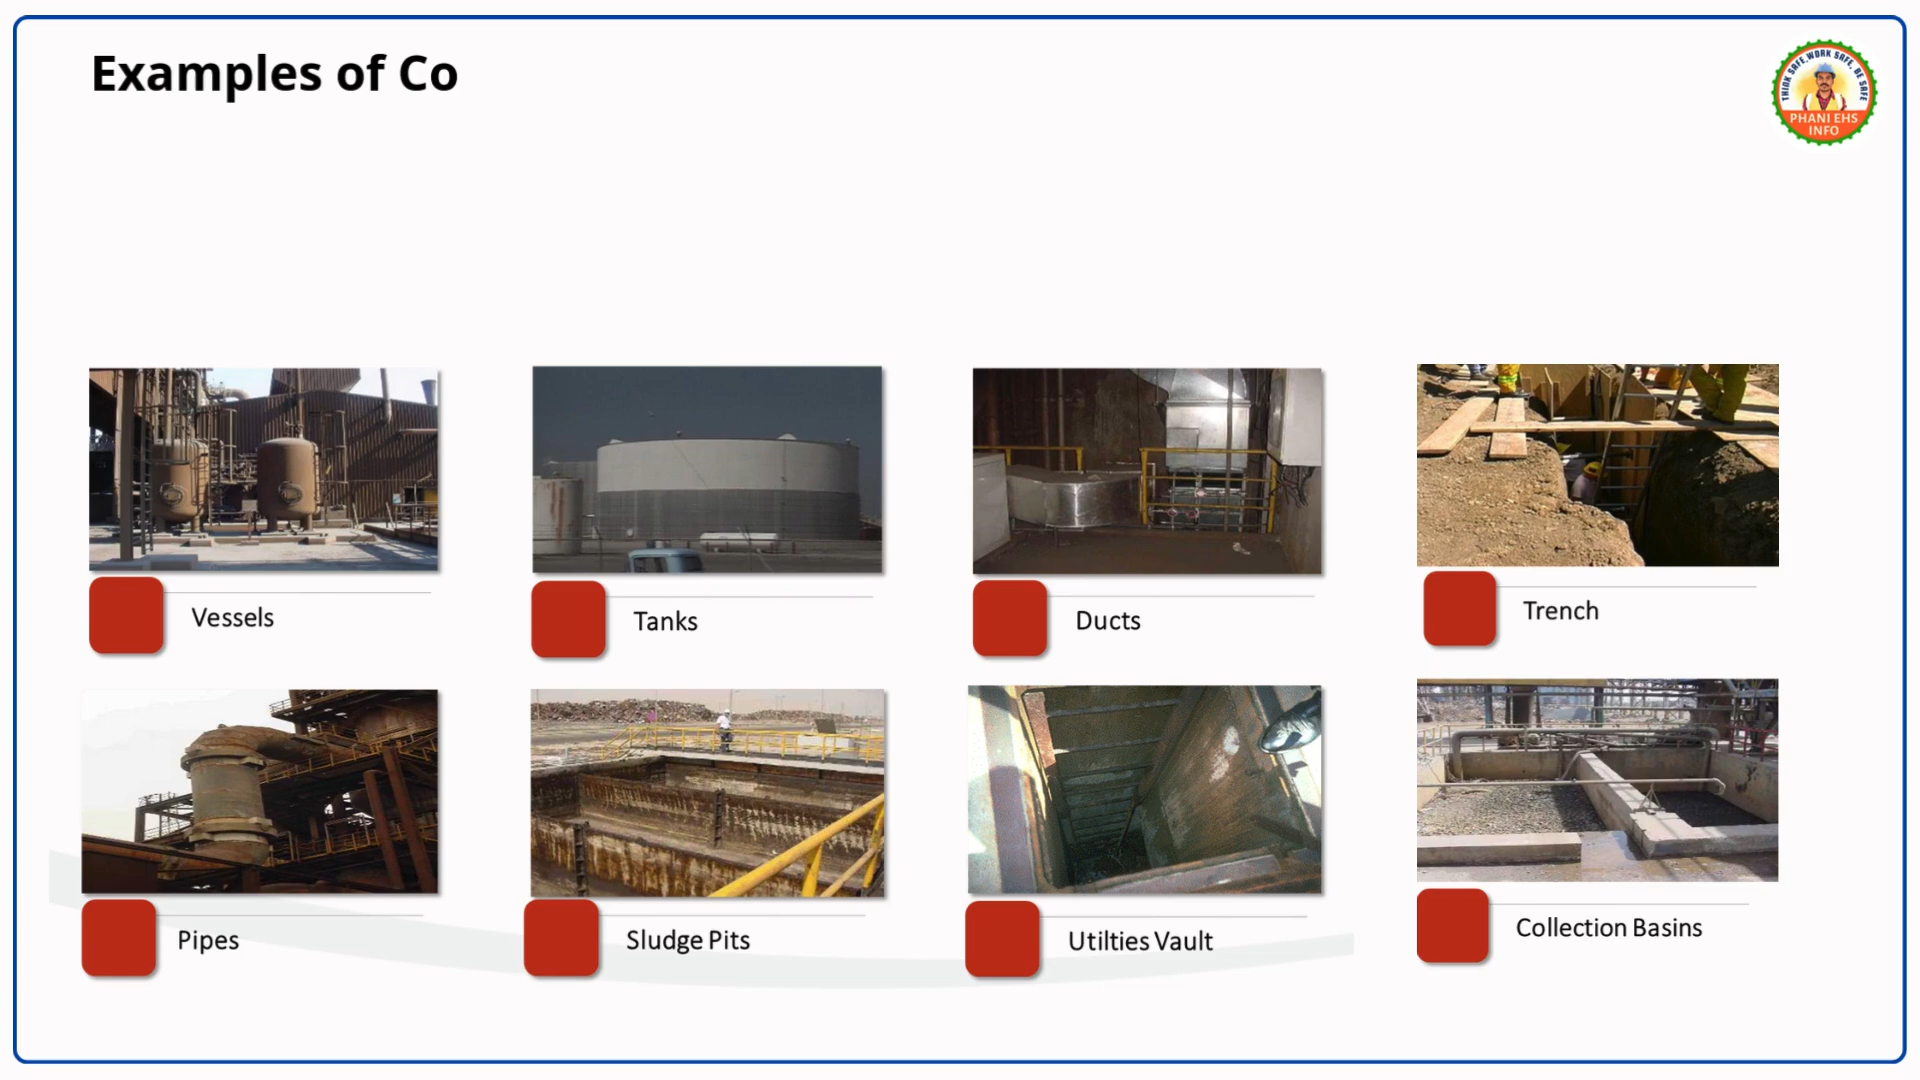 Examples of Co
THINK SAFE, WORK SAFE, BE SAFE
PHANI EHS
INFO
Vessels
Tanks
Ducts
Trench
Pipes
Sludge Pits
Utilties Vault
Collection Basins